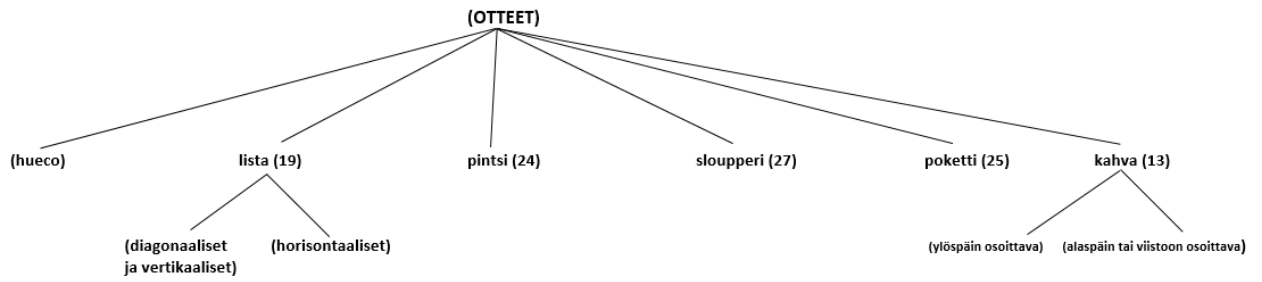 (OTTEET)
(hueco) lista (19) pintsi (24) sloupperi (27) poketti (25) kahva (13)
(diagonaaliset
ja vertikaaliset)
(horisontaaliset)
(ylöspäin osoittava) (alaspäin tai viistoon osoittava)